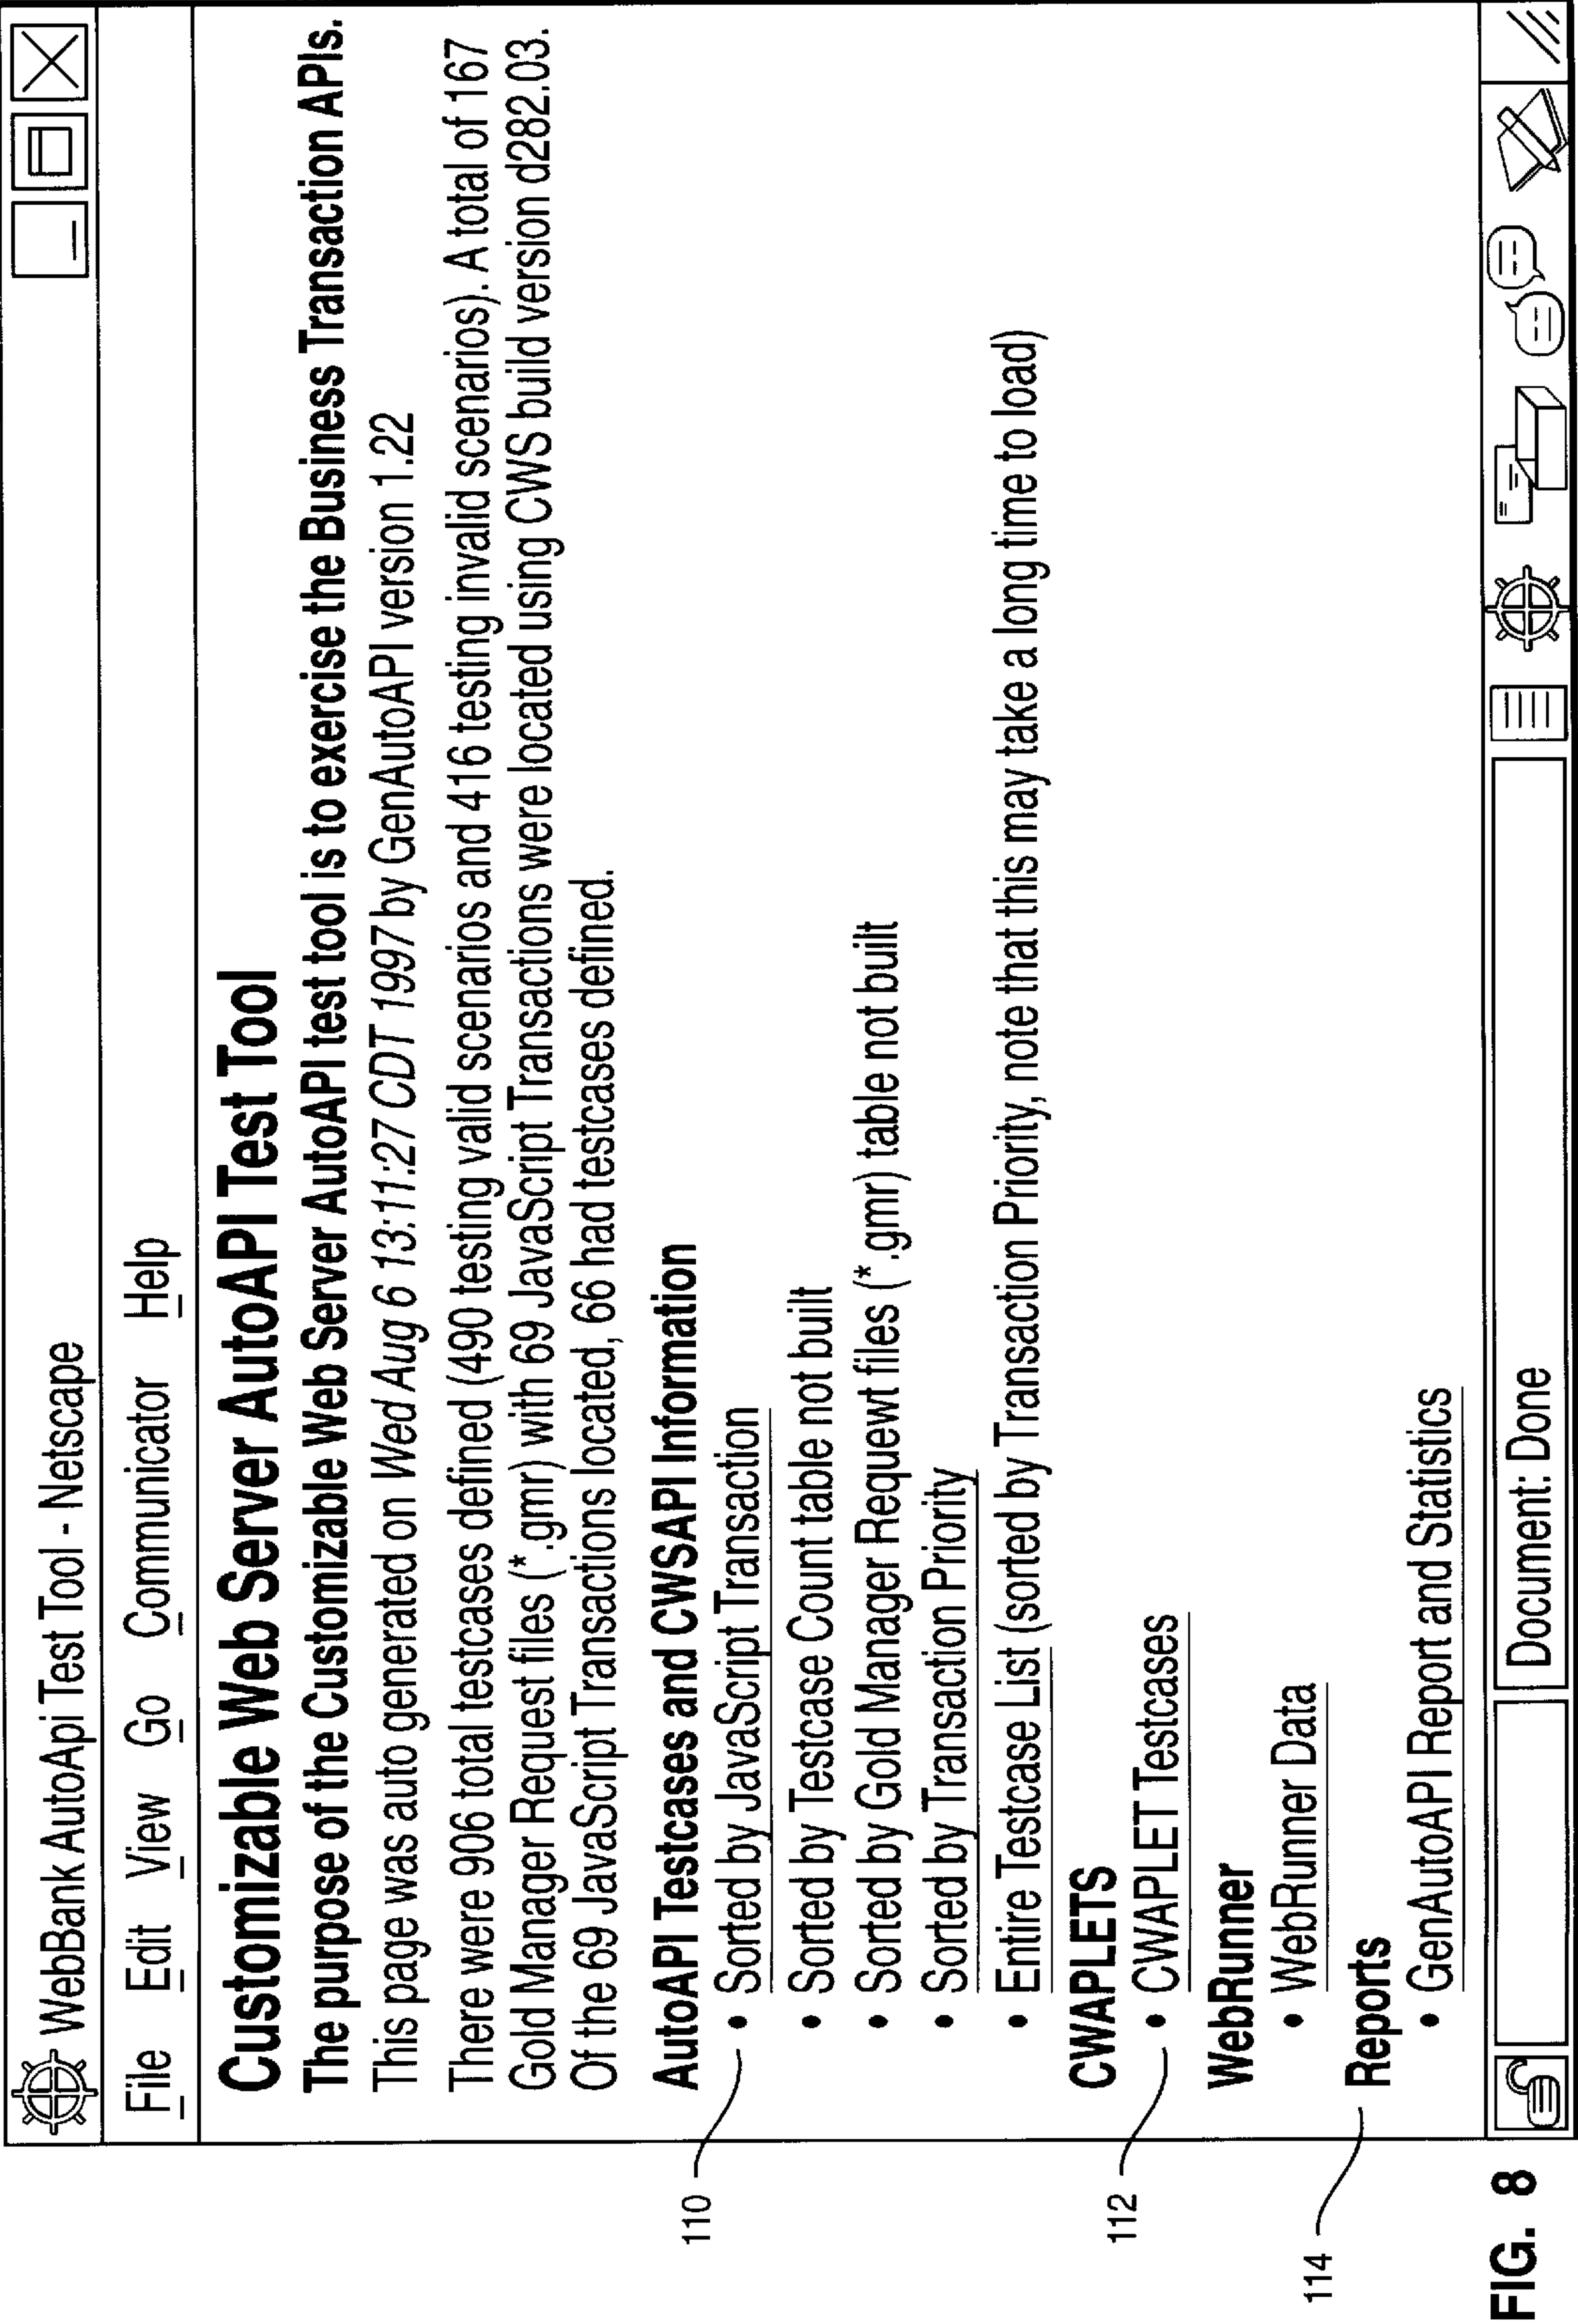 WebBank AutoApi Test Tool - Netscape
File Edit View Go Communicator Help
Customizable Web Server AutoAPI Test Tool
The purpose of the Customizable Web Server AutoAPI test tool is to exercise the Business Transaction APIs.
This page was auto generated on Wed Aug 6 13:11:27 CDT 1997 by GenAutoAPI version 1.22
There were 906 total testcases defined (490 testing valid scenarios and 416 testing invalid scenarios). A total of 167
Gold Manager Request files (*.gmr) with 69 JavaScript Transactions were located using CWS build version d282.03.
Of the 69 JavaScript Transactions located, 66 had testcases defined.
AutoAPI Testcases and CWSAPI Information
110
• Sorted by JavaScript Transaction
• Sorted by Testcase Count table not built
• Sorted by Gold Manager Requewt files (*.gmr) table not built
• Sorted by Transaction Priority
• Entire Testcase List (sorted by Transaction Priority, note that this may take a long time to load)
CWAPLETS
112
• CWAPLET Testcases
WebRunner
• WebRunner Data
114
Reports
• GenAutoAPI Report and Statistics
Document: Done
FIG. 8